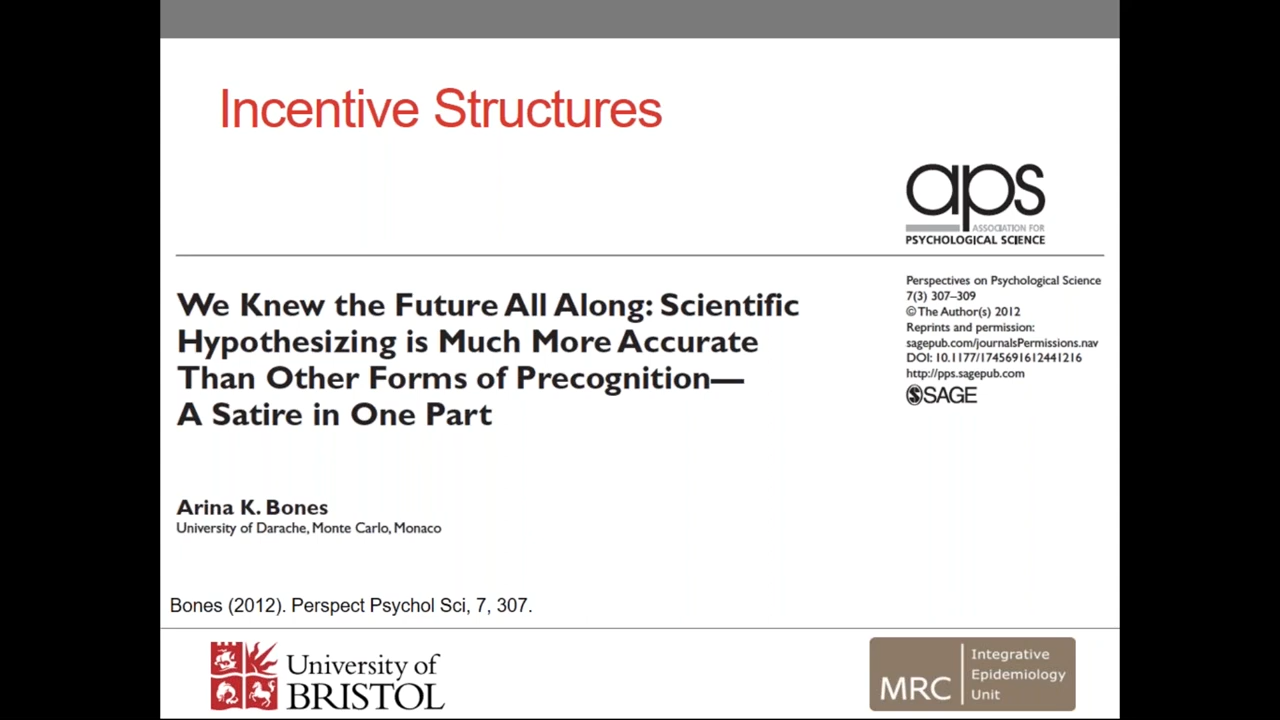 Incentive Structures
aps
ASSOCIATION FOR
PSYCHOLOGICAL SCIENCE
We Knew the Future All Along: Scientific
Hypothesizing is Much More Accurate
Than Other Forms of Precognition—
A Satire in One Part
Perspectives on Psychological Science
7(3) 307–309
© The Author(s) 2012
Reprints and permission:
sagepub.com/journalsPermissions.nav
DOI: 10.1177/1745691612441216
http://pps.sagepub.com
SAGE
Arina K. Bones
University of Darache, Monte Carlo, Monaco
Bones (2012). Perspect Psychol Sci, 7, 307.
University of
BRISTOL
MRC
Integrative
Epidemiology
Unit